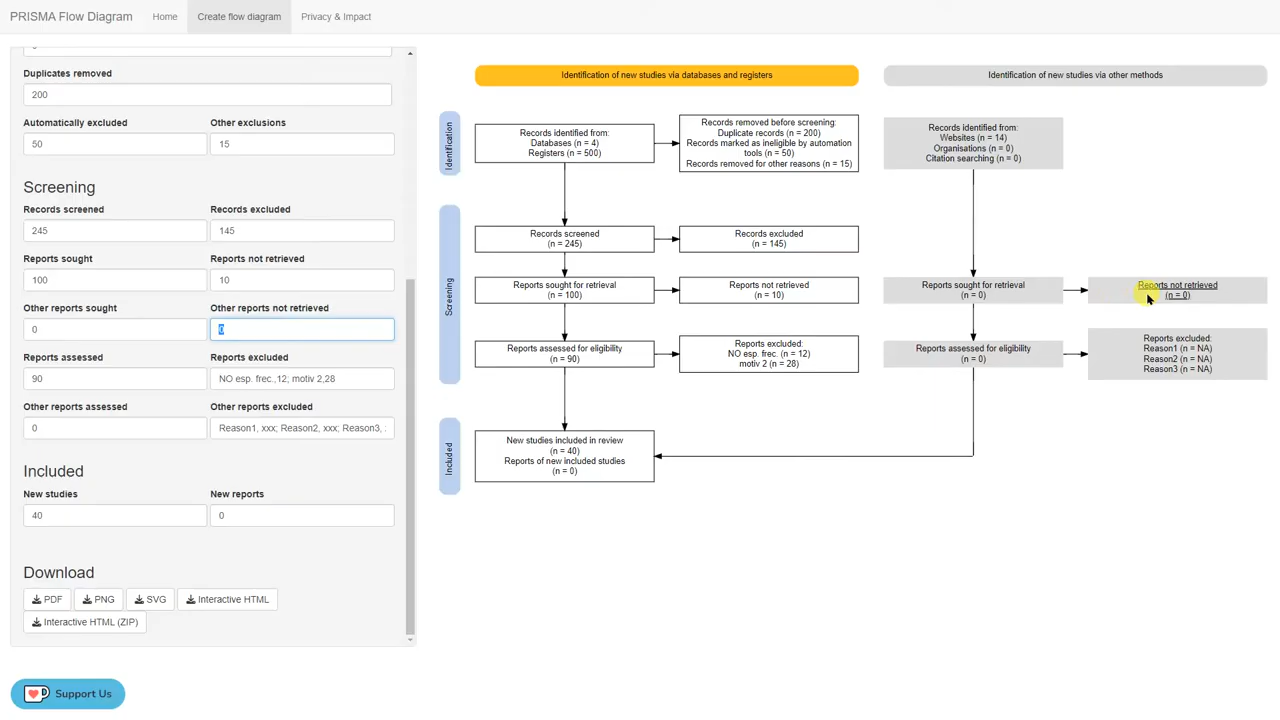 PRISMA Flow Diagram
Home
Create flow diagram
Privacy & Impact
Duplicates removed
200
Automatically excluded
Other exclusions
50
15
Screening
Records screened
Records excluded
245
145
Reports sought
Reports not retrieved
100
10
Other reports sought
Other reports not retrieved
0
0
Reports assessed
Reports excluded
90
NO esp. frec.,12; motiv 2,28
Other reports assessed
Other reports excluded
0
Reason1, xxx; Reason2, xxx; Reason3,
Included
New studies
New reports
40
0
Download
PDF
PNG
SVG
Interactive HTML
Interactive HTML (ZIP)
Support Us
Identification of new studies via databases and registers
Identification
Records identified from:
Databases (n = 4)
Registers (n = 500)
Records removed before screening:
Duplicate records (n = 200)
Records marked as ineligible by automation
tools (n = 50)
Records removed for other reasons (n = 15)
Screening
Records screened
(n = 245)
Records excluded
(n = 145)
Reports sought for retrieval
(n = 100)
Reports not retrieved
(n = 10)
Reports assessed for eligibility
(n = 90)
Reports excluded:
NO esp. frec. (n = 12)
motiv 2 (n = 28)
Included
New studies included in review
(n = 40)
Reports of new included studies
(n = 0)
Identification of new studies via other methods
Records identified from:
Websites (n = 14)
Organisations (n = 0)
Citation searching (n = 0)
Reports sought for retrieval
(n = 0)
Reports not retrieved
(n = 0)
Reports assessed for eligibility
(n = 0)
Reports excluded:
Reason1 (n = NA)
Reason2 (n = NA)
Reason3 (n = NA)